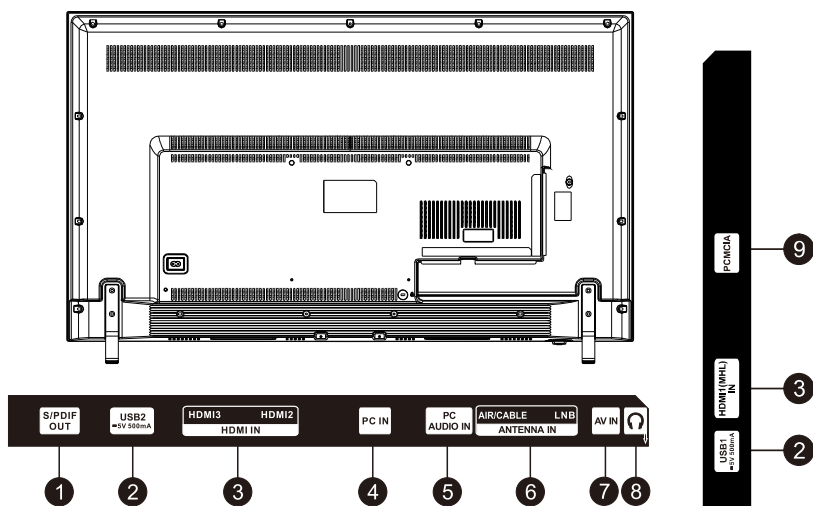 PCMCIA
9
HDMI1(MHL)
IN
3
USB1
⎓5V 500mA
2
S/PDIF
OUT
USB2
⎓5V 500mA
HDMI3 HDMI2
HDMI IN
PC IN
PC
AUDIO IN
AIR/CABLE LNB
ANTENNA IN
AV IN
1 2 3 4 5 6 7 8